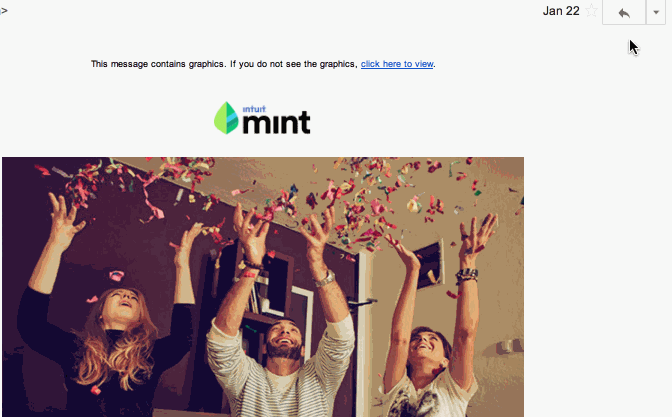 >
Jan 22
This message contains graphics. If you do not see the graphics, click here to view.
intuit
mint